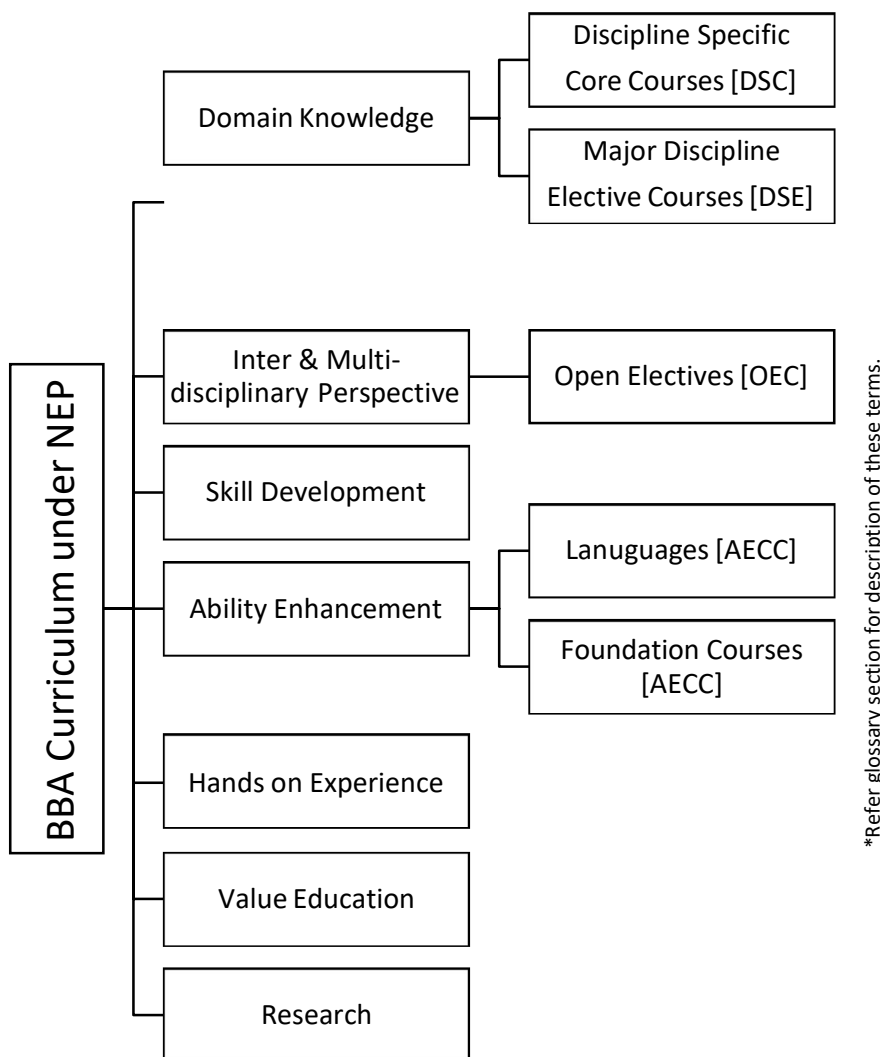 BBA Curriculum under NEP
Domain Knowledge
Discipline Specific
Core Courses [DSC]
Major Discipline
Elective Courses [DSE]
Inter & Multi-
disciplinary Perspective
Open Electives [OEC]
Skill Development
Ability Enhancement
Lanuguages [AECC]
Foundation Courses
[AECC]
Hands on Experience
Value Education
Research
*Refer glossary section for description of these terms.